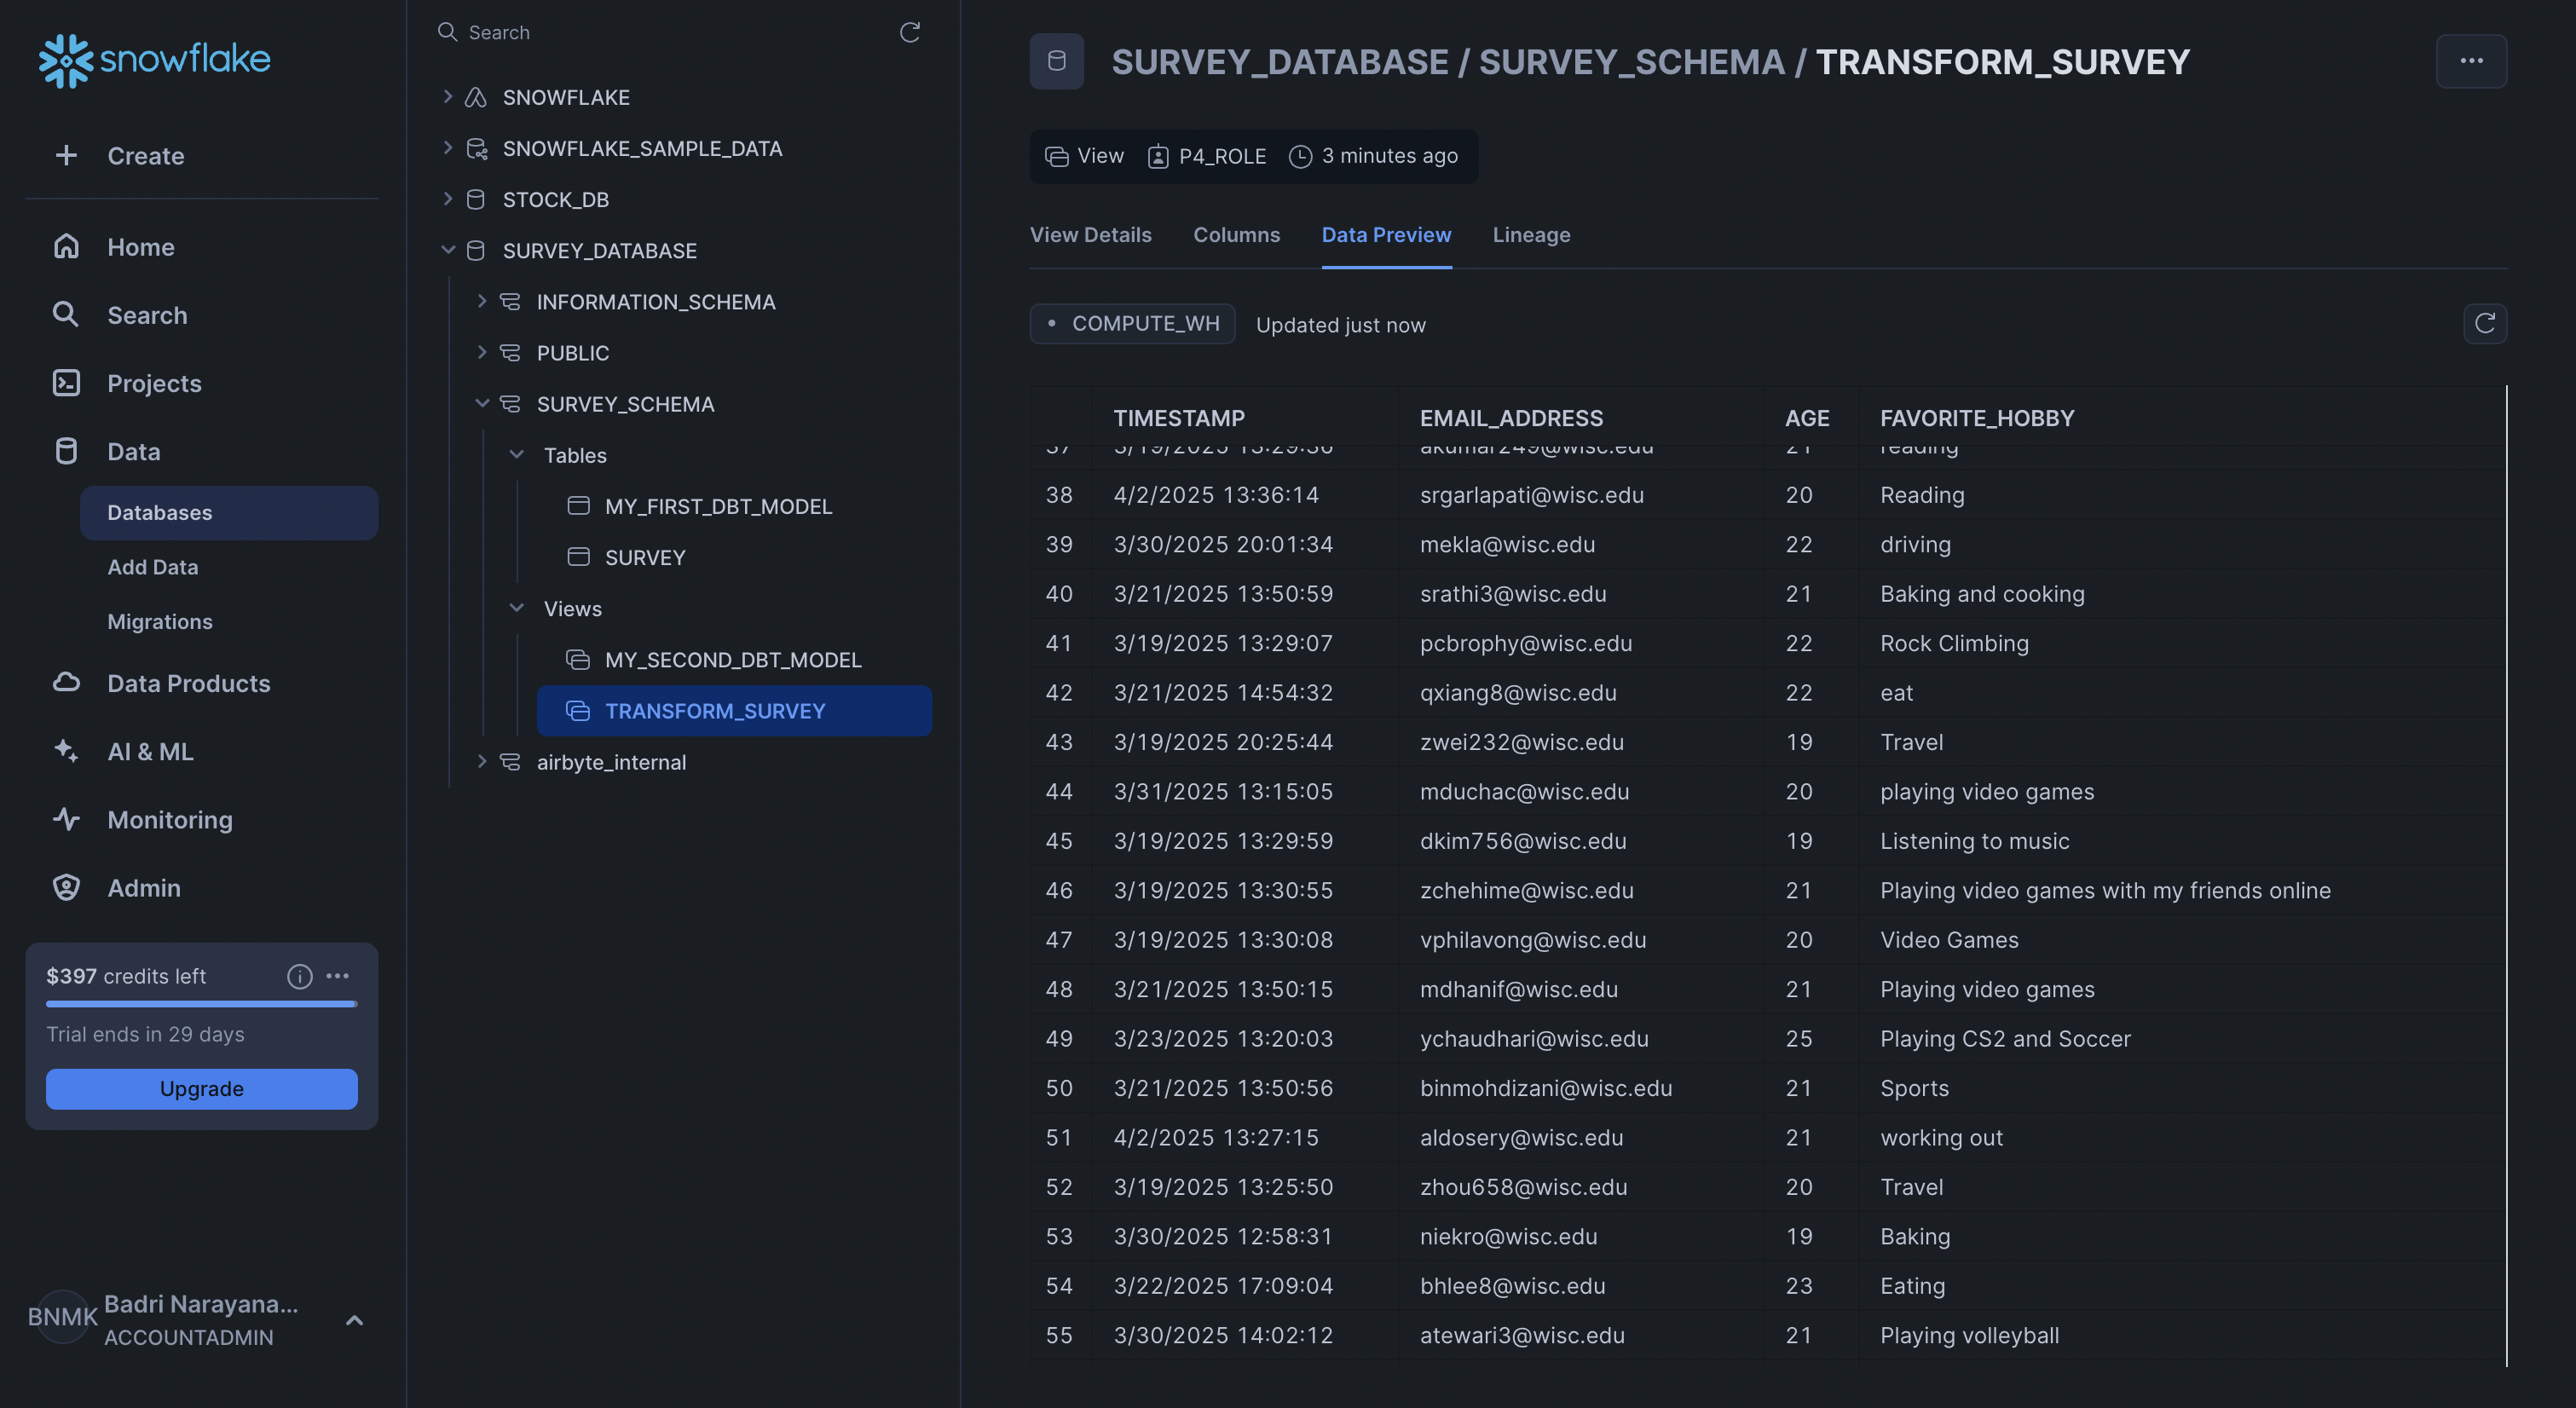 snowflake
Create
Home
Search
Projects
Data
Databases
Add Data
Migrations
Data Products
AI & ML
Monitoring
Admin
$397 credits left
Trial ends in 29 days
Upgrade
BNMK
Badri Narayana...
ACCOUNTADMIN
Search
SNOWFLAKE
SNOWFLAKE_SAMPLE_DATA
STOCK_DB
SURVEY_DATABASE
INFORMATION_SCHEMA
PUBLIC
SURVEY_SCHEMA
Tables
MY_FIRST_DBT_MODEL
SURVEY
Views
MY_SECOND_DBT_MODEL
TRANSFORM_SURVEY
airbyte_internal
SURVEY_DATABASE / SURVEY_SCHEMA / TRANSFORM_SURVEY
View P4_ROLE 3 minutes ago
View Details Columns Data Preview Lineage
COMPUTE_WH Updated just now
TIMESTAMP EMAIL_ADDRESS AGE FAVORITE_HOBBY
37 3/19/2025 13:29:36 akumar249@wisc.edu 21 reading
38 4/2/2025 13:36:14 srgarlapati@wisc.edu 20 Reading
39 3/30/2025 20:01:34 mekla@wisc.edu 22 driving
40 3/21/2025 13:50:59 srathi3@wisc.edu 21 Baking and cooking
41 3/19/2025 13:29:07 pcbrophy@wisc.edu 22 Rock Climbing
42 3/21/2025 14:54:32 qxiang8@wisc.edu 22 eat
43 3/19/2025 20:25:44 zwei232@wisc.edu 19 Travel
44 3/31/2025 13:15:05 mduchac@wisc.edu 20 playing video games
45 3/19/2025 13:29:59 dkim756@wisc.edu 19 Listening to music
46 3/19/2025 13:30:55 zchehime@wisc.edu 21 Playing video games with my friends online
47 3/19/2025 13:30:08 vphilavong@wisc.edu 20 Video Games
48 3/21/2025 13:50:15 mdhanif@wisc.edu 21 Playing video games
49 3/23/2025 13:20:03 ychaudhari@wisc.edu 25 Playing CS2 and Soccer
50 3/21/2025 13:50:56 binmohdizani@wisc.edu 21 Sports
51 4/2/2025 13:27:15 aldosery@wisc.edu 21 working out
52 3/19/2025 13:25:50 zhou658@wisc.edu 20 Travel
53 3/30/2025 12:58:31 niekro@wisc.edu 19 Baking
54 3/22/2025 17:09:04 bhlee8@wisc.edu 23 Eating
55 3/30/2025 14:02:12 atewari3@wisc.edu 21 Playing volleyball